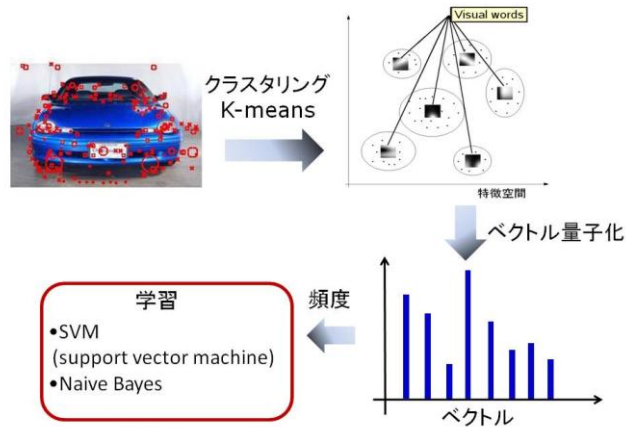 クラスタリング
K-means
Visual words
特徴空間
ベクトル量子化
頻度
ベクトル
学習
•SVM
(support vector machine)
•Naive Bayes